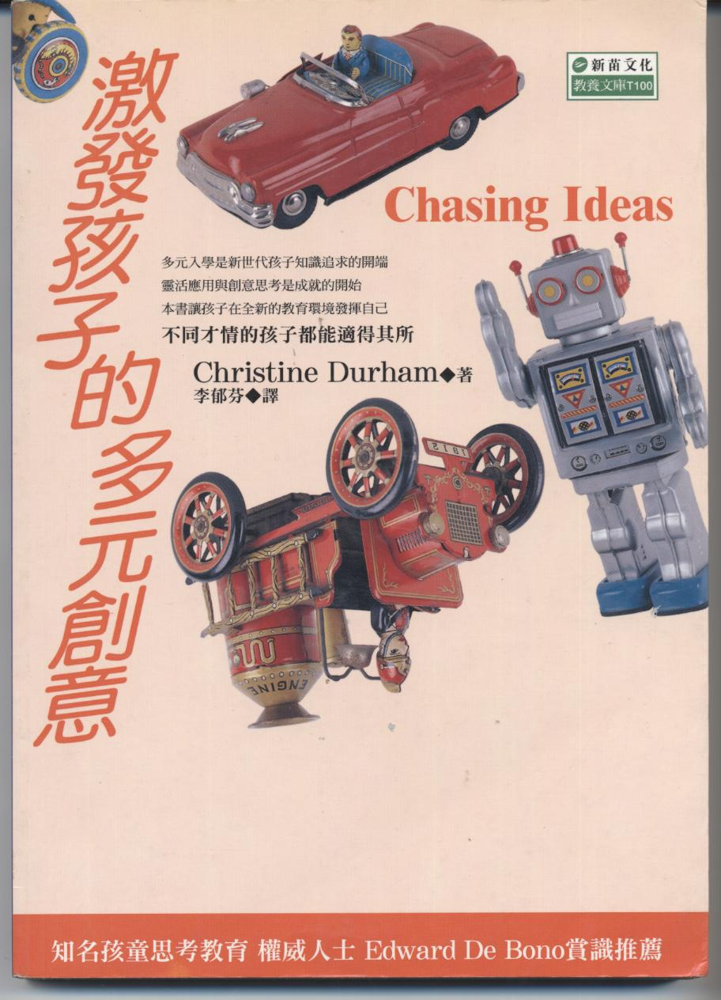 激發孩子的多元創意
新苗文化
教養文庫T100
Chasing Ideas
多元入學是新世代孩子知識追求的開端
靈活應用與創意思考是成就的開始
本書讓孩子在全新的教育環境發揮自己
不同才情的孩子都能適得其所
Christine Durham◆著
李郁芬◆譯
1912
ENGINE
知名孩童思考教育 權威人士 Edward De Bono賞識推薦